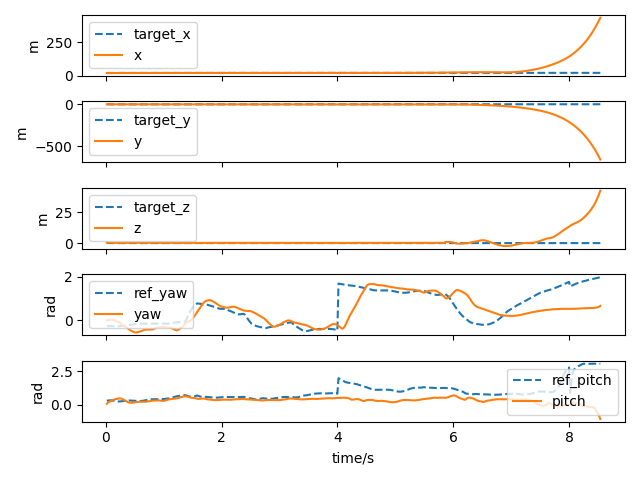 250
0
m
target_x
x
0
−500
m
target_y
y
25
0
m
target_z
z
2
0
rad
ref_yaw
yaw
2.5
0.0
rad
ref_pitch
pitch
0 2 4 6 8
time/s